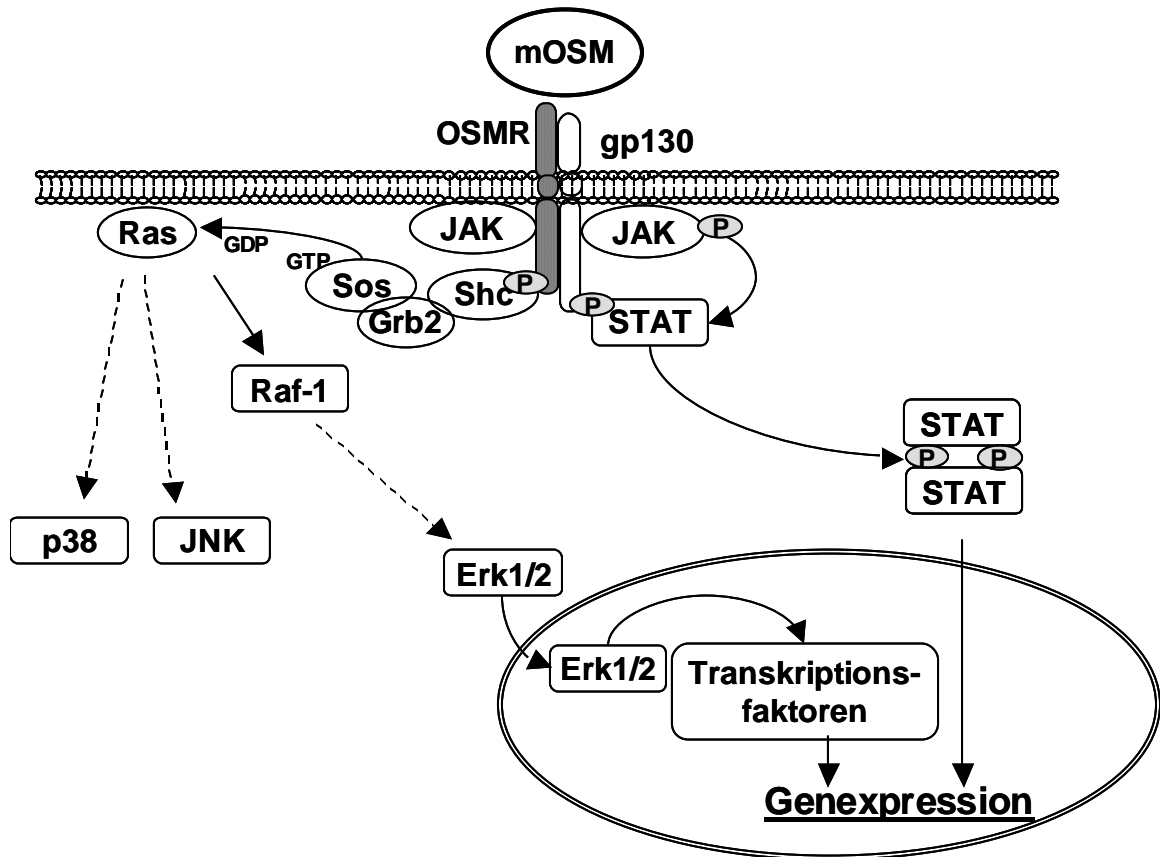 mOSM
OSMR
gp130
Ras
GDP
GTP
JAK
JAK
P
Sos
Shc
P
Grb2
P
STAT
Raf-1
STAT
P
P
STAT
p38
JNK
Erk1/2
Erk1/2
Transkriptions-
faktoren
Genexpression